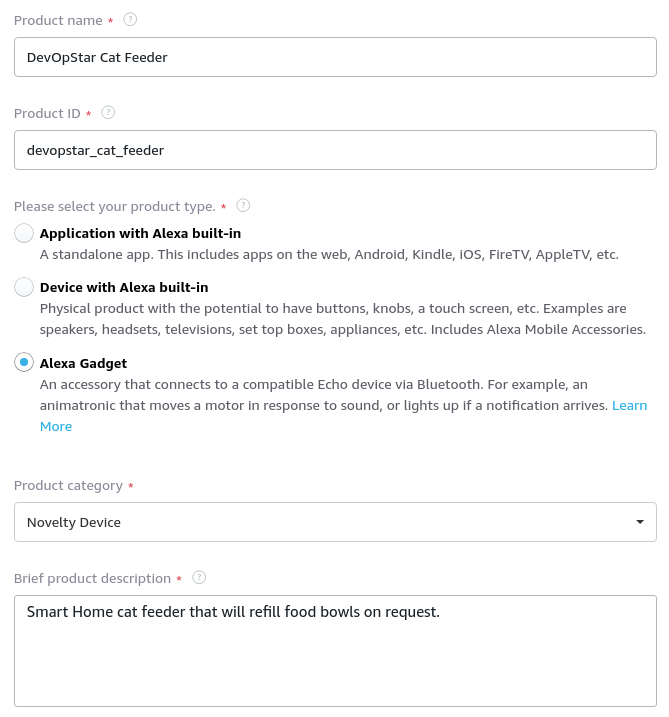 Product name * ?
DevOpStar Cat Feeder
Product ID * ?
devopstar_cat_feeder
Please select your product type. * ?
Application with Alexa built-in
A standalone app. This includes apps on the web, Android, Kindle, iOS, FireTV, AppleTV, etc.
Device with Alexa built-in
Physical product with the potential to have buttons, knobs, a touch screen, etc. Examples are
speakers, headsets, televisions, set top boxes, appliances, etc. Includes Alexa Mobile Accessories.
Alexa Gadget
An accessory that connects to a compatible Echo device via Bluetooth. For example, an
animatronic that moves a motor in response to sound, or lights up if a notification arrives. Learn
More
Product category *
Novelty Device
Brief product description * ?
Smart Home cat feeder that will refill food bowls on request.